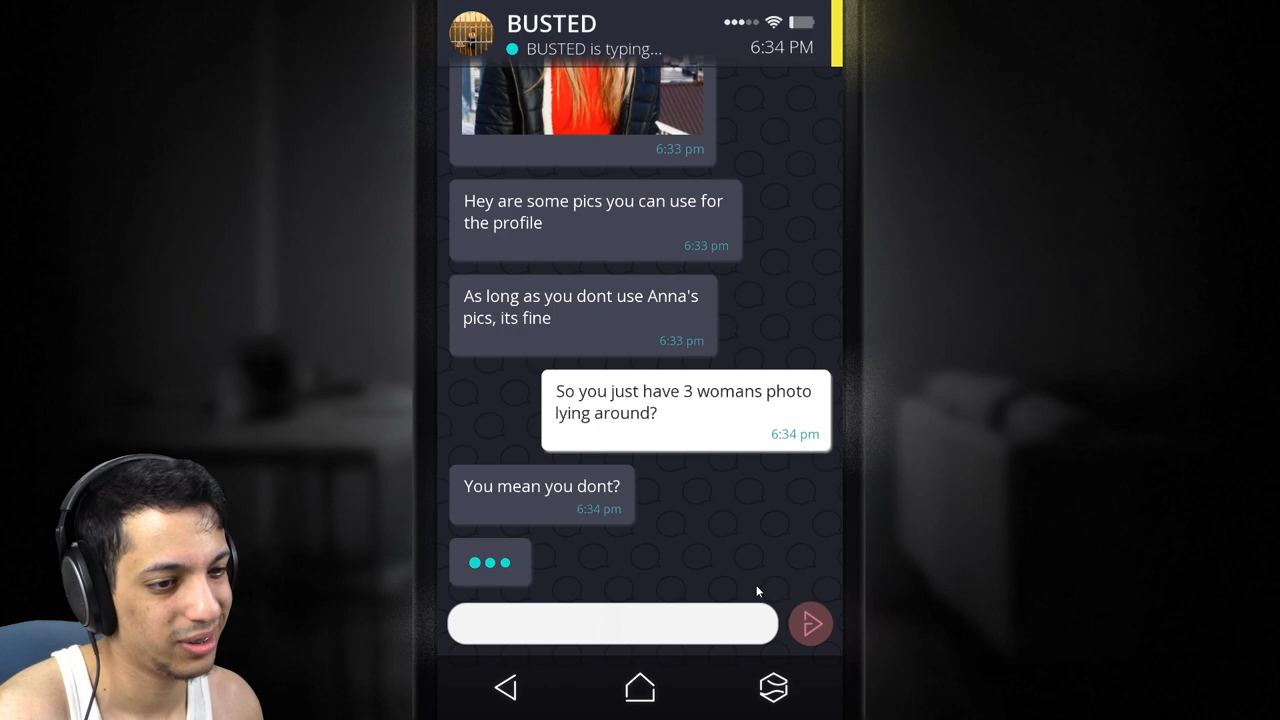 BUSTED
BUSTED is typing...
6:34 PM
6:33 pm
Hey are some pics you can use for
the profile
6:33 pm
As long as you dont use Anna's
pics, its fine
6:33 pm
So you just have 3 womans photo
lying around?
6:34 pm
You mean you dont?
6:34 pm